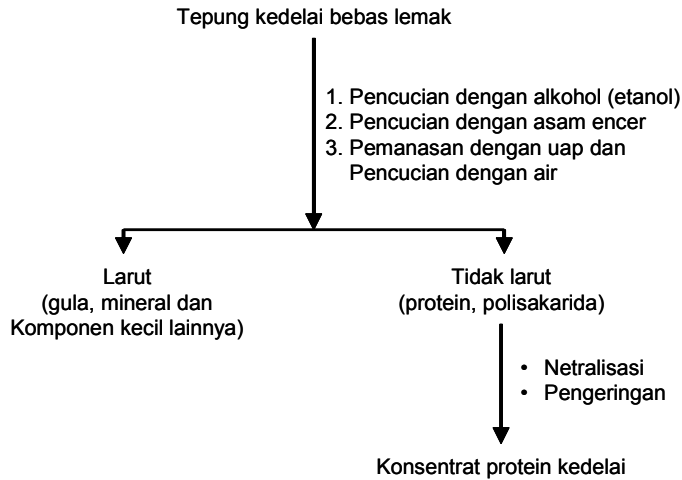 Tepung kedelai bebas lemak
1. Pencucian dengan alkohol (etanol)
2. Pencucian dengan asam encer
3. Pemanasan dengan uap dan
Pencucian dengan air
Larut
(gula, mineral dan
Komponen kecil lainnya)
Tidak larut
(protein, polisakarida)
• Netralisasi
• Pengeringan
Konsentrat protein kedelai